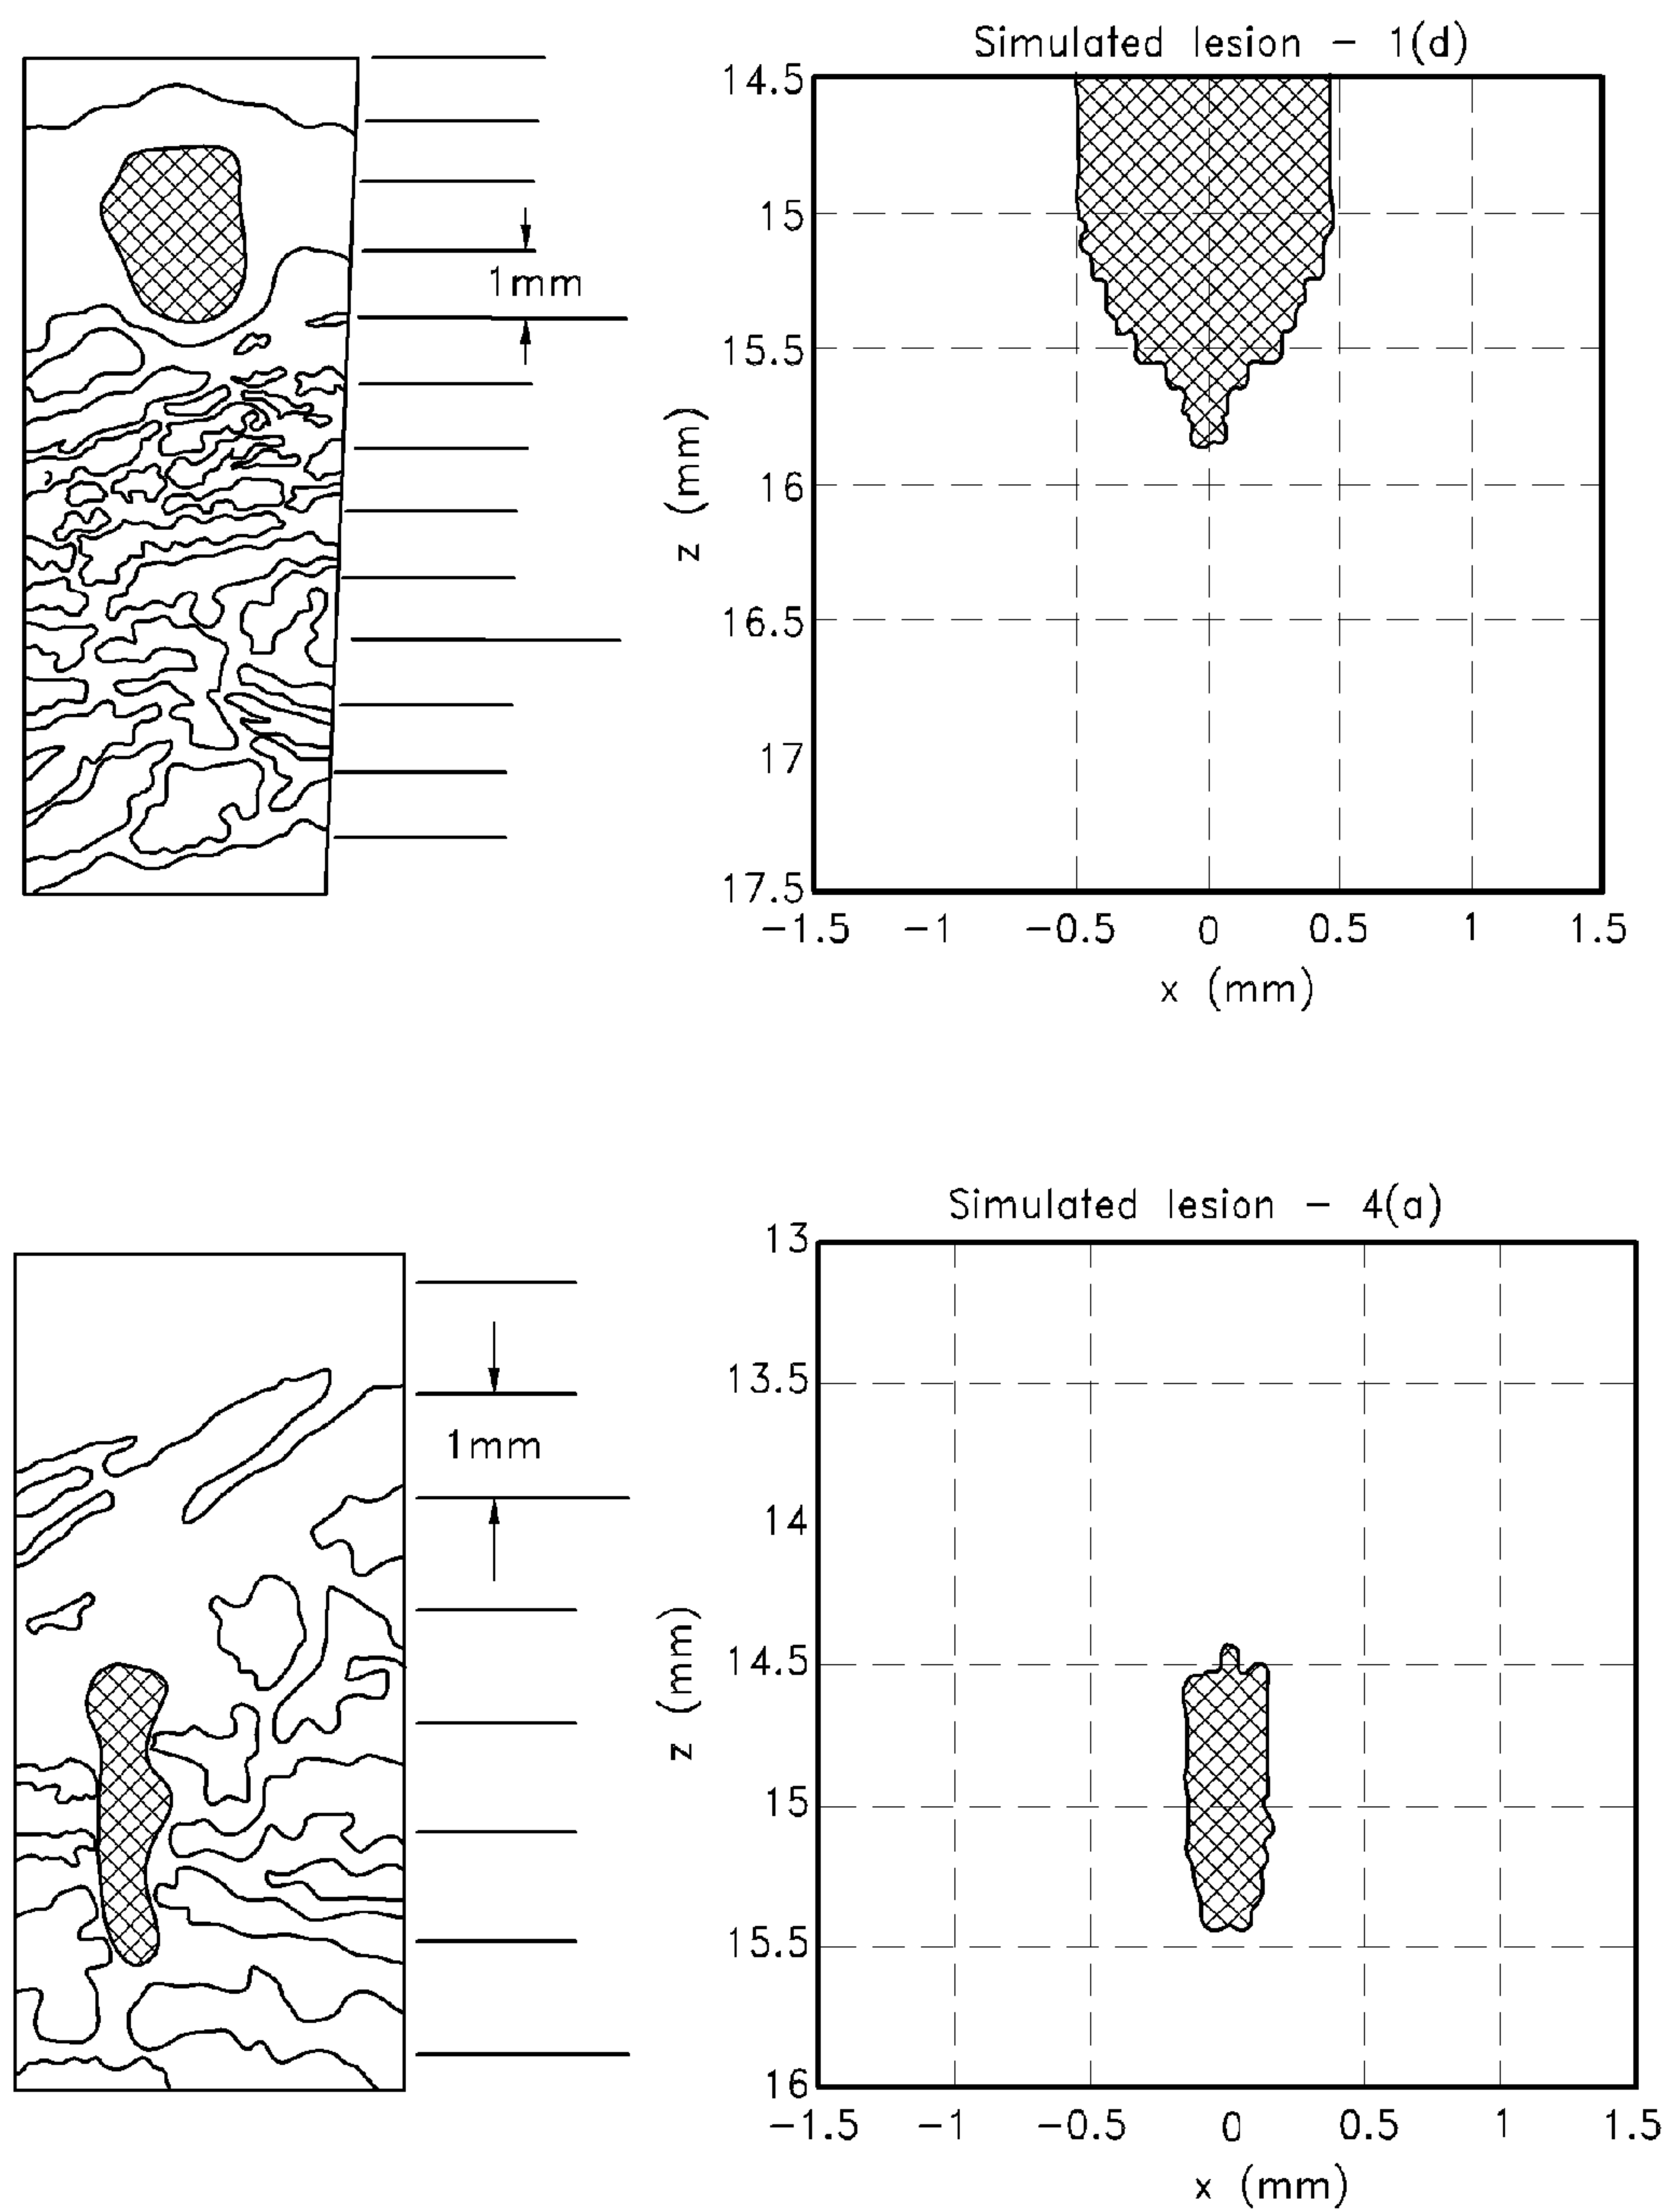 Simulated lesion - 1(d)
14.5
15
1mm
15.5
z (mm)
16
16.5
17
17.5
-1.5 -1 -0.5 0 0.5 1 1.5
x (mm)
Simulated lesion - 4(a)
13
13.5
1mm
14
14.5
z (mm)
15
15.5
16
-1.5 -1 -0.5 0 0.5 1 1.5
x (mm)